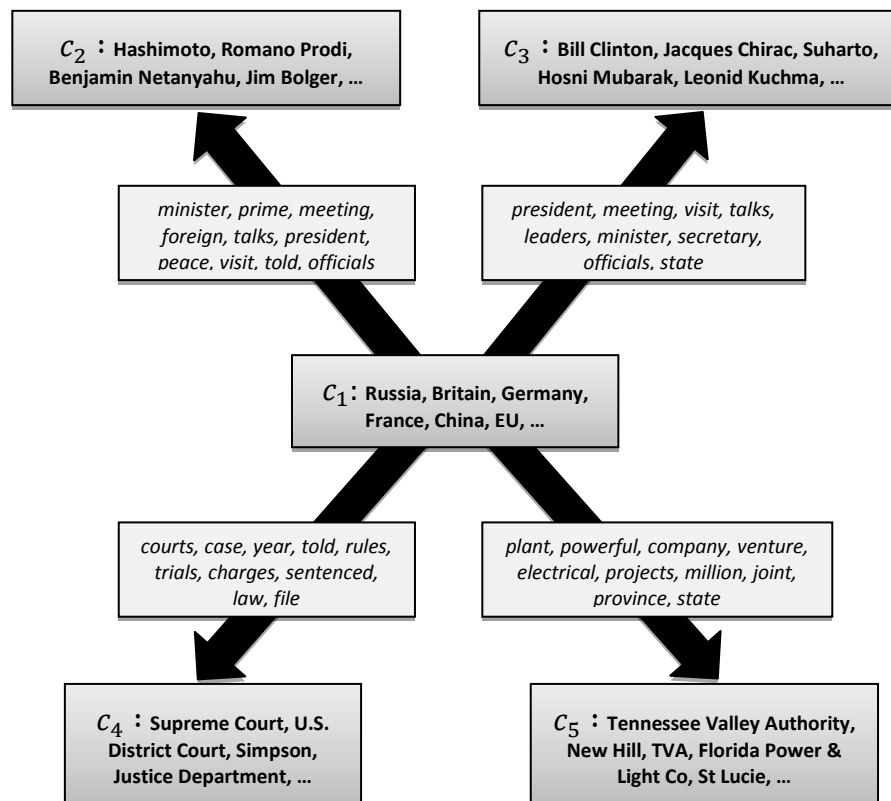 C₂ : Hashimoto, Romano Prodi,
Benjamin Netanyahu, Jim Bolger, …
C₃ : Bill Clinton, Jacques Chirac, Suharto,
Hosni Mubarak, Leonid Kuchma, …
minister, prime, meeting,
foreign, talks, president,
peace, visit, told, officials
president, meeting, visit, talks,
leaders, minister, secretary,
officials, state
C₁: Russia, Britain, Germany,
France, China, EU, …
courts, case, year, told, rules,
trials, charges, sentenced,
law, file
plant, powerful, company, venture,
electrical, projects, million, joint,
province, state
C₄ : Supreme Court, U.S.
District Court, Simpson,
Justice Department, …
C₅ : Tennessee Valley Authority,
New Hill, TVA, Florida Power &
Light Co, St Lucie, …